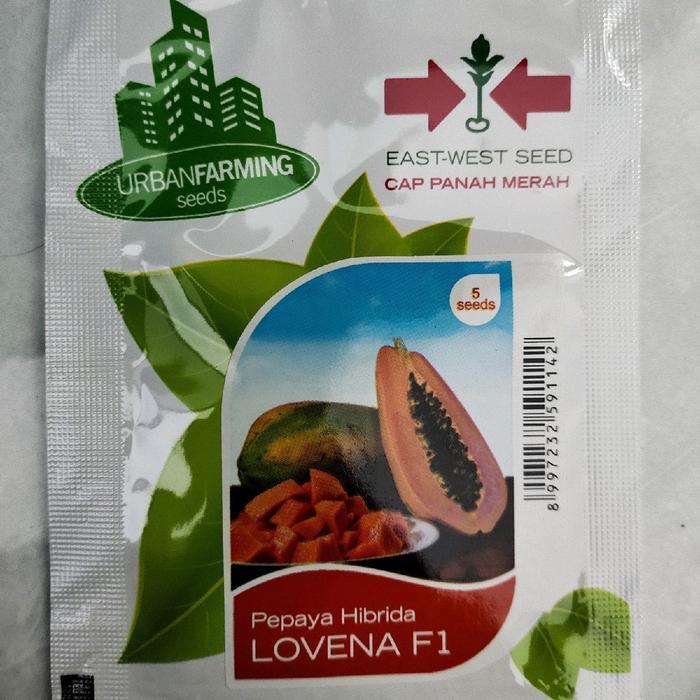 URBANFARMING
seeds
EAST-WEST SEED
CAP PANAH MERAH
5
seeds
8 997232 591142
Pepaya Hibrida
LOVENA F1